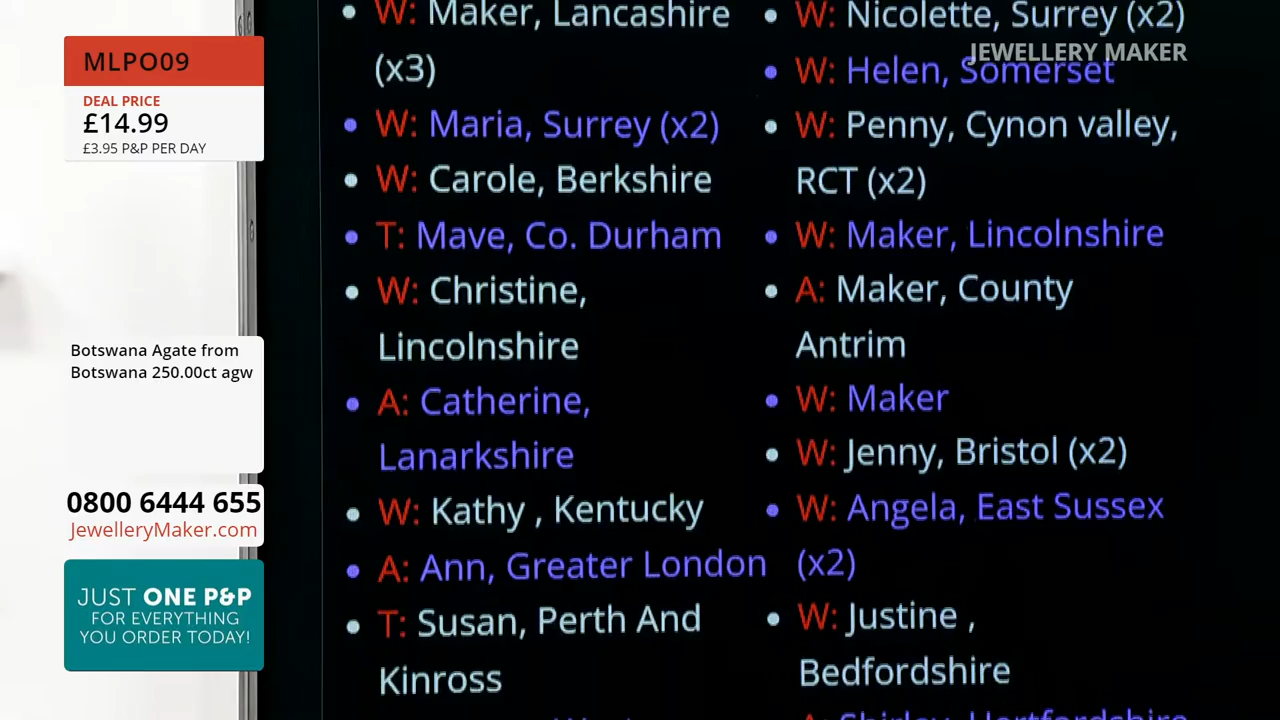 MLPO09
DEAL PRICE
£14.99
£3.95 P&P PER DAY
Botswana Agate from
Botswana 250.00ct agw
0800 6444 655
JewelleryMaker.com
JUST ONE P&P
FOR EVERYTHING
YOU ORDER TODAY!
• W: Maker, Lancashire
(x3)
• W: Maria, Surrey (x2)
• W: Carole, Berkshire
• T: Mave, Co. Durham
• W: Christine,
Lincolnshire
• A: Catherine,
Lanarkshire
• W: Kathy , Kentucky
• A: Ann, Greater London
• T: Susan, Perth And
Kinross
• W: Nicolette, Surrey (x2)
JEWELLERY MAKER
• W: Helen, Somerset
• W: Penny, Cynon valley,
RCT (x2)
• W: Maker, Lincolnshire
• A: Maker, County
Antrim
• W: Maker
• W: Jenny, Bristol (x2)
• W: Angela, East Sussex
(x2)
• W: Justine ,
Bedfordshire
A: Shirley, Hertfordshire